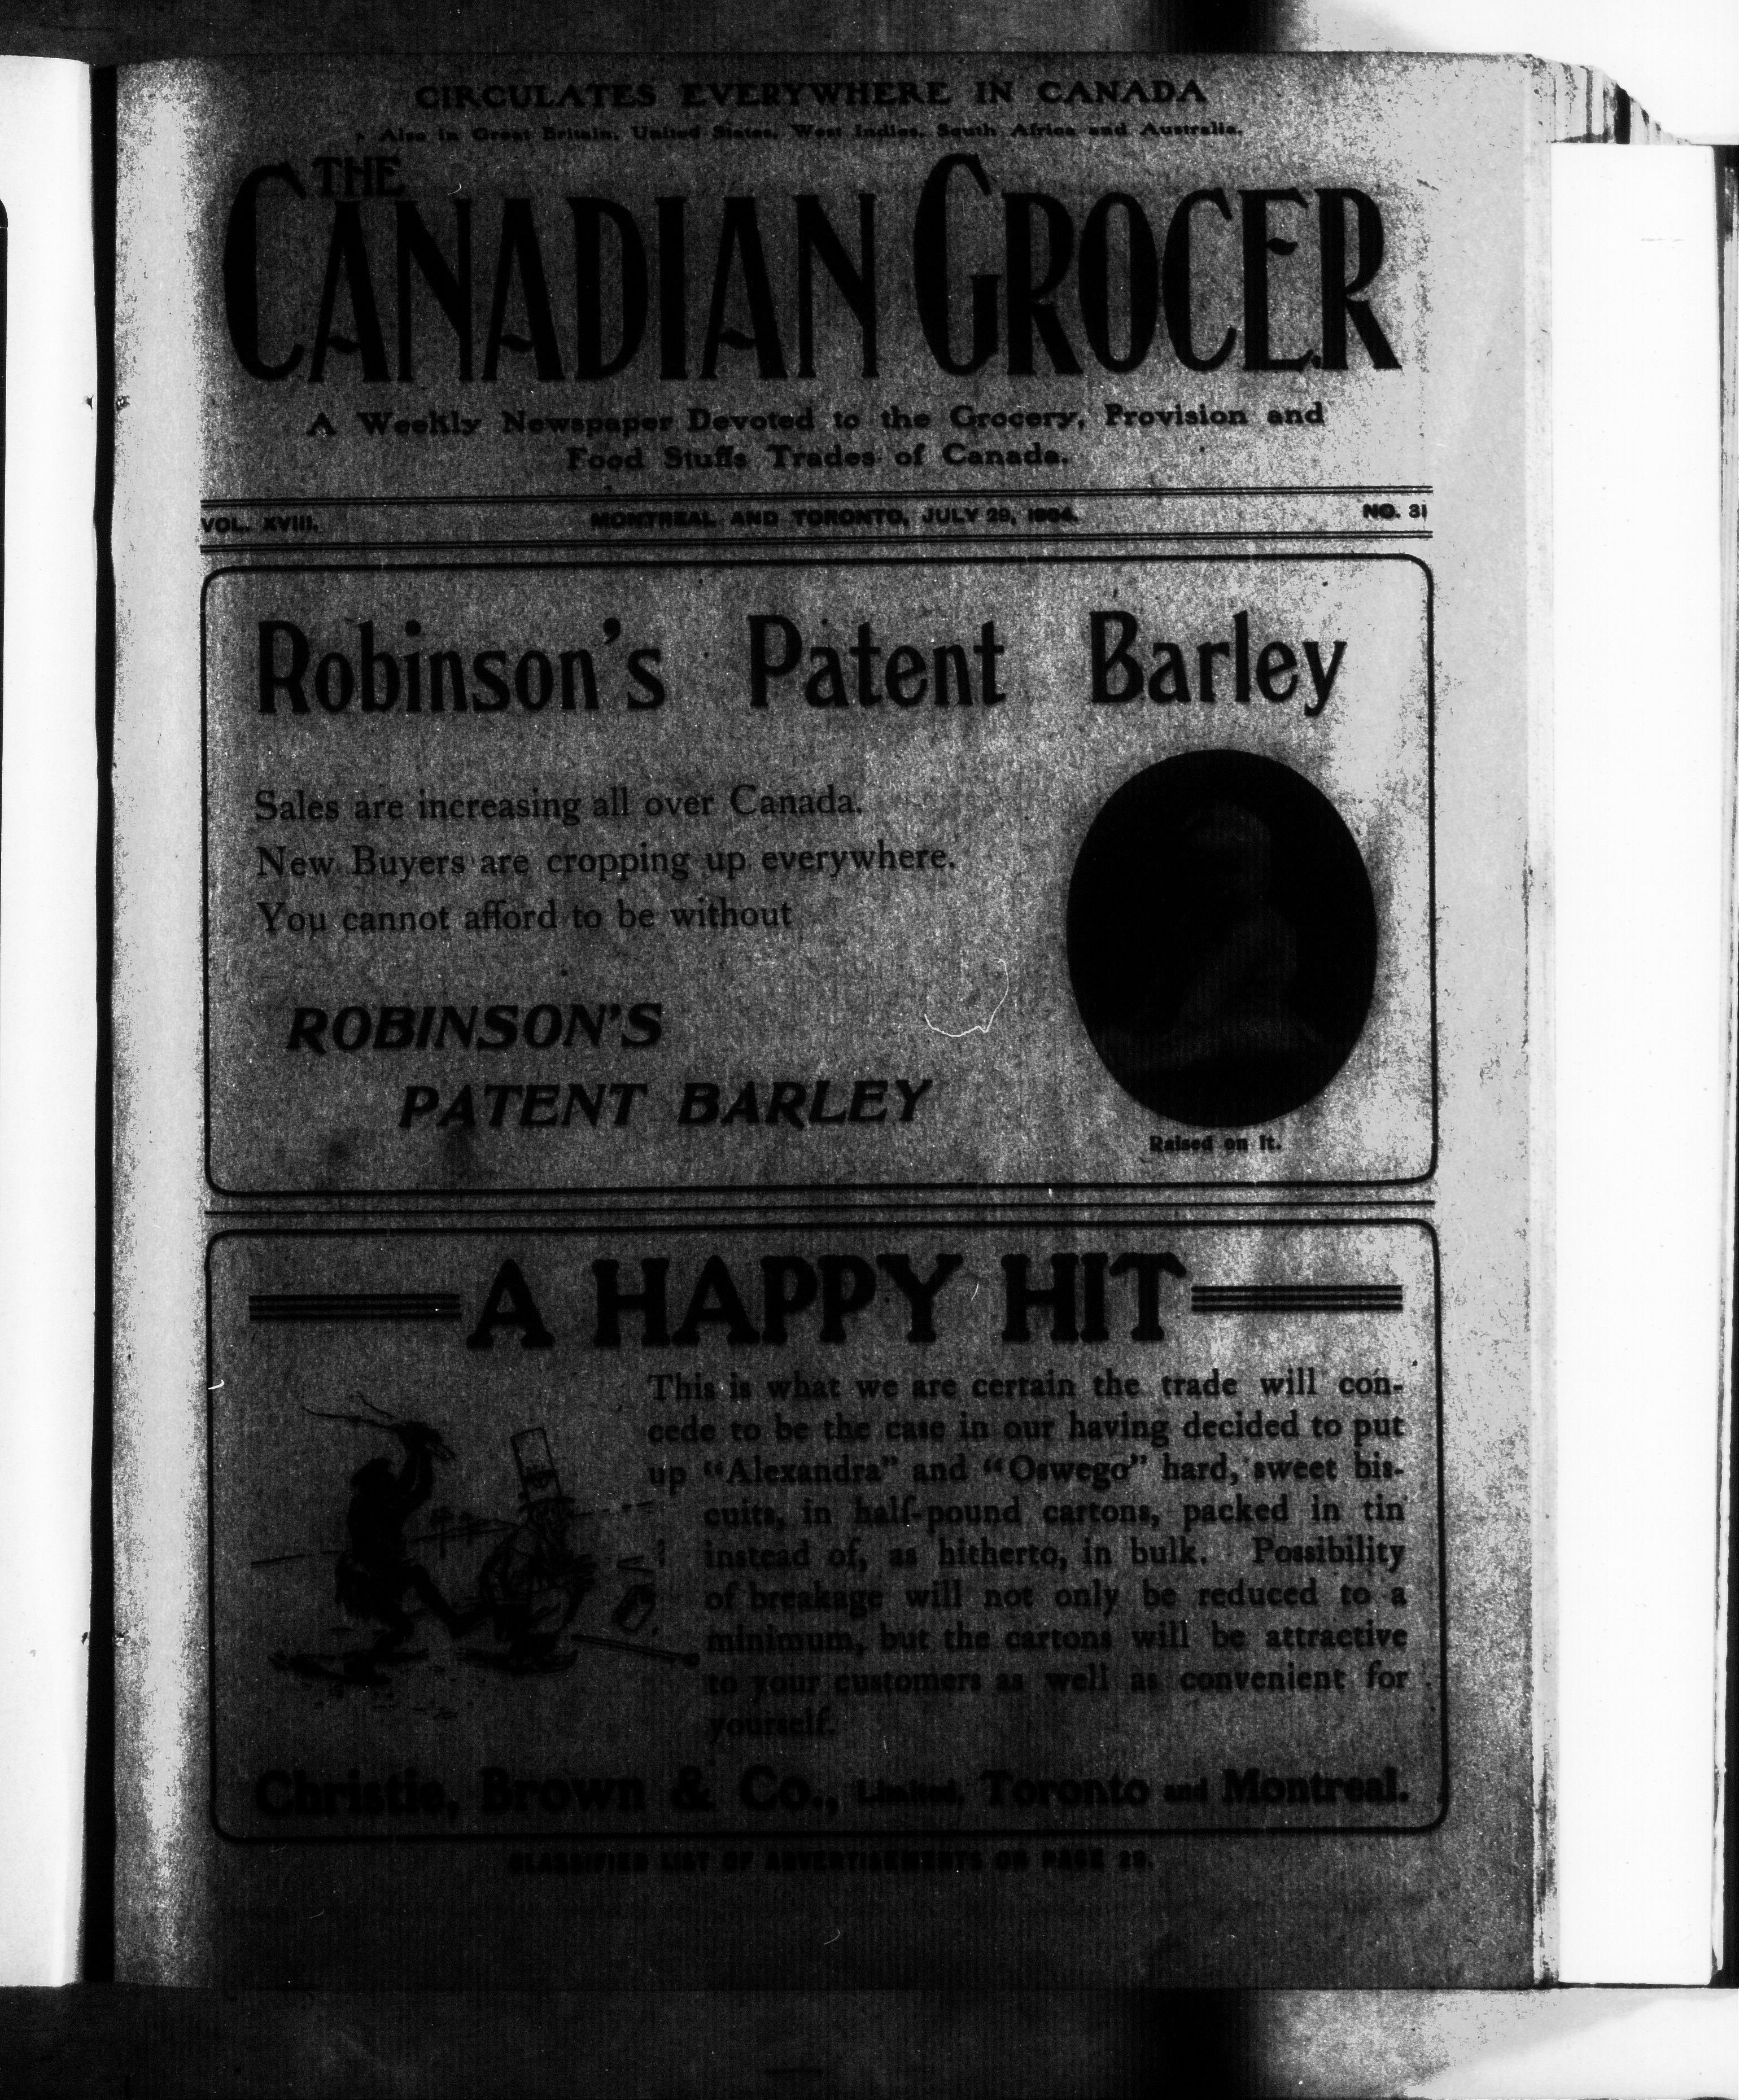 CIRCULATES EVERYWHERE IN CANADA
Also in Great Britain, United States, West Indies, South Africa and Australia.
THE
CANADIAN GROCER
A Weekly Newspaper Devoted to the Grocery, Provision and
Food Stuffs Trades of Canada.
VOL. XVIII. MONTREAL AND TORONTO, JULY 29, 1904. NO. 31
Robinson's Patent Barley
Sales are increasing all over Canada.
New Buyers are cropping up everywhere.
You cannot afford to be without
ROBINSON'S
PATENT BARLEY
Raised on It.
A HAPPY HIT
This is what we are certain the trade will con-
cede to be the case in our having decided to put
up “Alexandra” and “Oswego” hard, sweet bis-
cuits, in half-pound cartons, packed in tin
instead of, as hitherto, in bulk. Possibility
of breakage will not only be reduced to a
minimum, but the cartons will be attractive
to your customers as well as convenient for
yourself.
Christie, Brown & Co., Limited, Toronto and Montreal.
CLASSIFIED LIST OF ADVERTISEMENTS ON PAGE